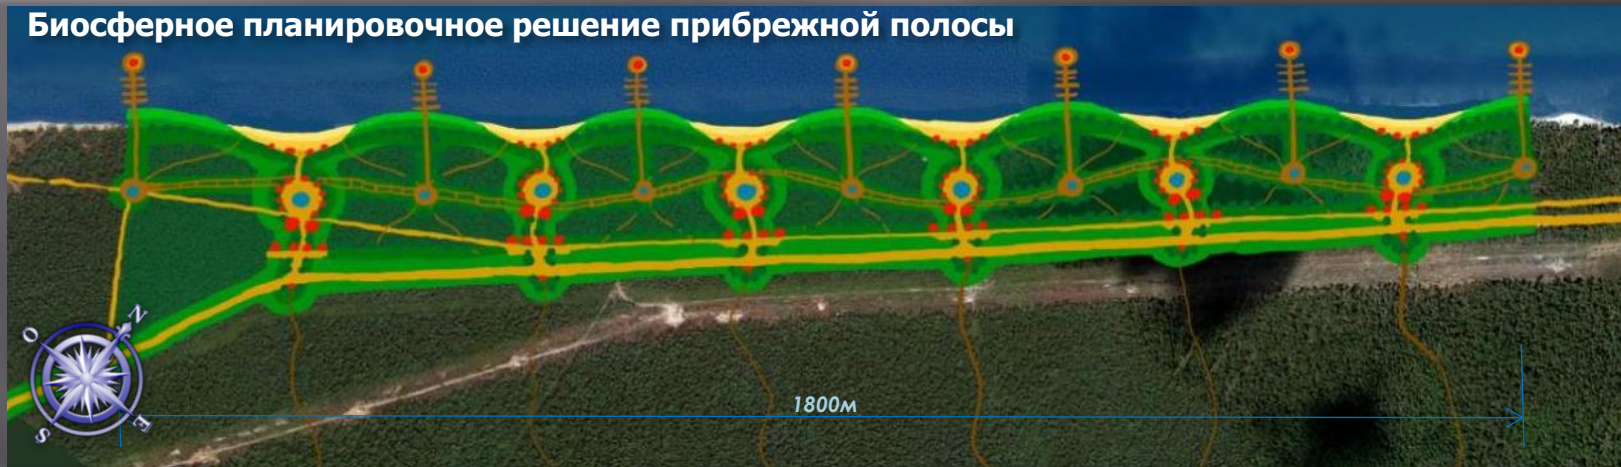 Биосферное планировочное решение прибрежной полосы
N
O
E
S
1800м